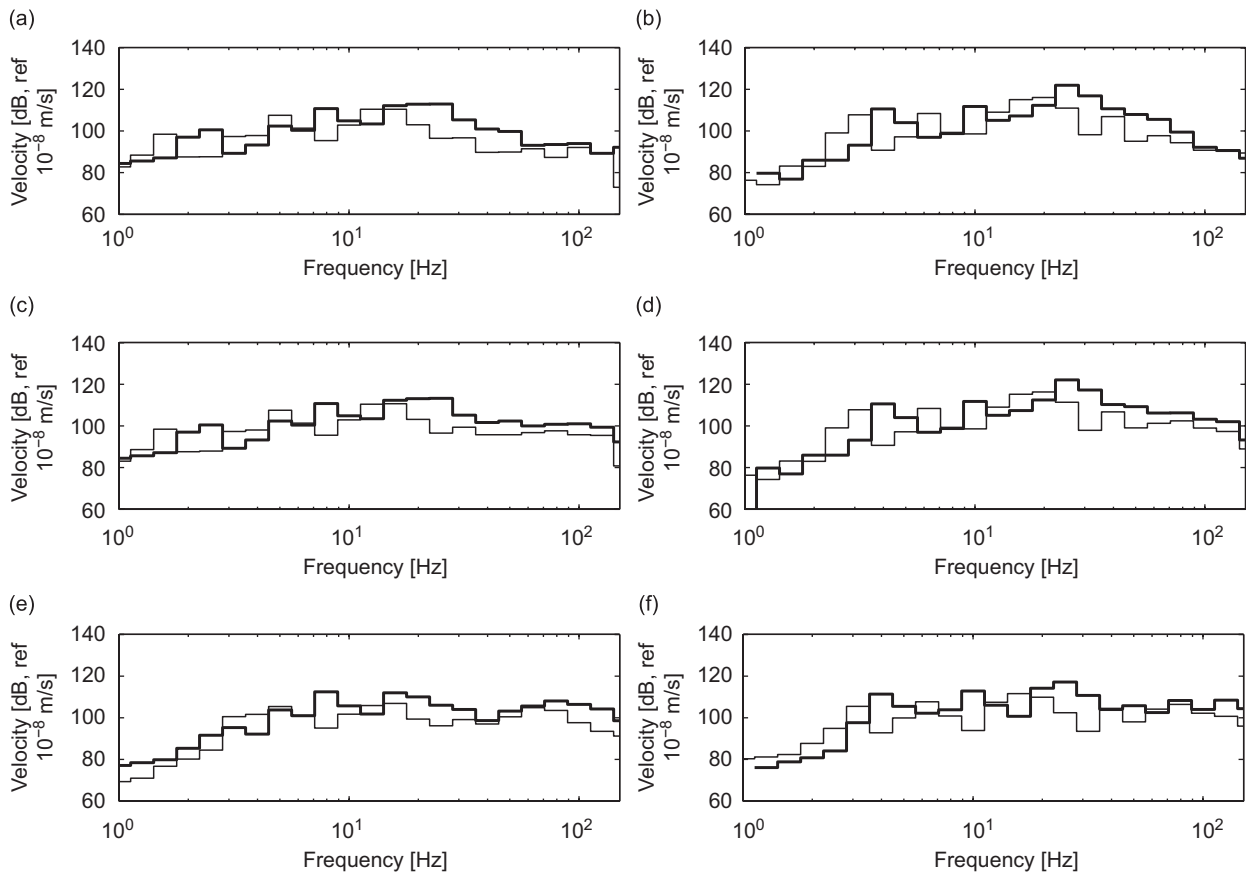 (a)
(b)
Velocity [dB, ref
10⁻⁸ m/s]
140
120
100
80
60
10⁰
10¹
10²
Frequency [Hz]
Velocity [dB, ref
10⁻⁸ m/s]
140
120
100
80
60
10⁰
10¹
10²
Frequency [Hz]
(c)
(d)
Velocity [dB, ref
10⁻⁸ m/s]
140
120
100
80
60
10⁰
10¹
10²
Frequency [Hz]
Velocity [dB, ref
10⁻⁸ m/s]
140
120
100
80
60
10⁰
10¹
10²
Frequency [Hz]
(e)
(f)
Velocity [dB, ref
10⁻⁸ m/s]
140
120
100
80
60
10⁰
10¹
10²
Frequency [Hz]
Velocity [dB, ref
10⁻⁸ m/s]
140
120
100
80
60
10⁰
10¹
10²
Frequency [Hz]